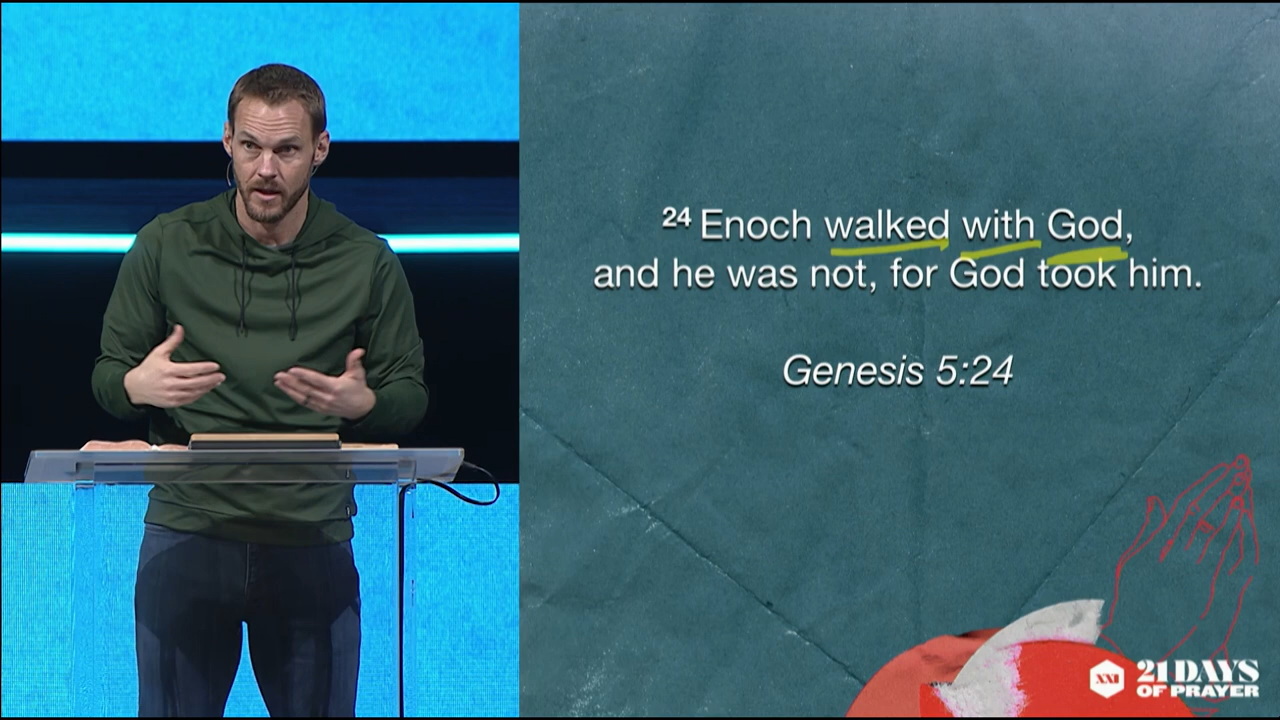 24 Enoch walked with God,
and he was not, for God took him.
Genesis 5:24
XXI
21 DAYS
OF PRAYER